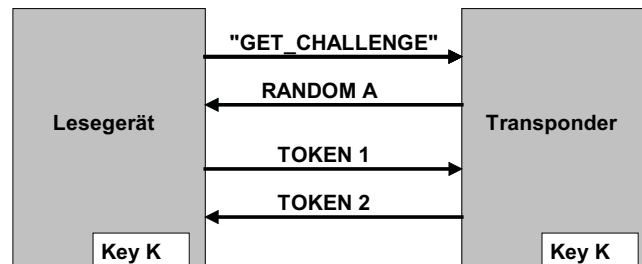 "GET_CHALLENGE"
RANDOM A
Lesegerät
Transponder
TOKEN 1
TOKEN 2
Key K
Key K